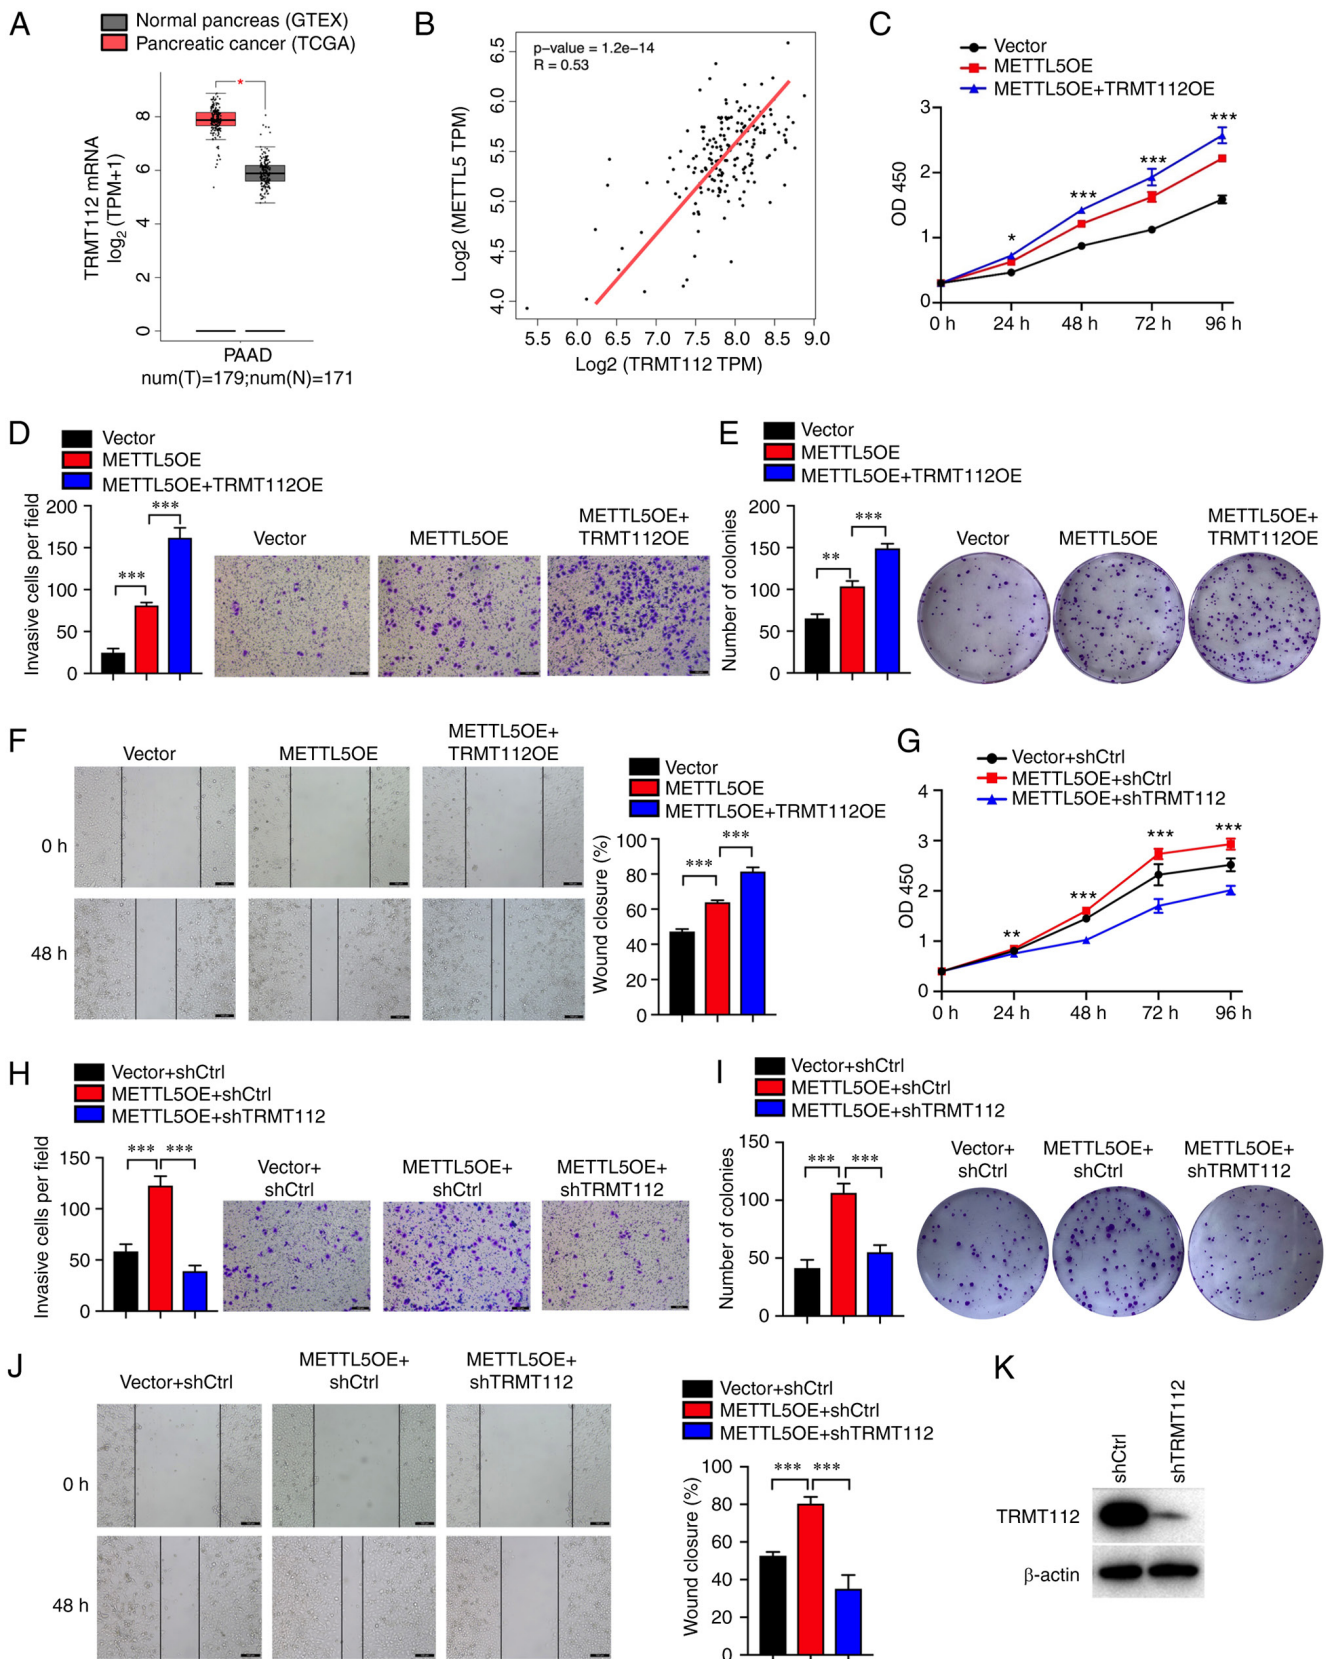 A
Normal pancreas (GTEX)
Pancreatic cancer (TCGA)
TRMT112 mRNA
log2 (TPM+1)
8
6
4
2
0
*
PAAD
num(T)=179;num(N)=171
B
p-value = 1.2e-14
R = 0.53
Log2 (METTL5 TPM)
6.5
6.0
5.5
5.0
4.5
4.0
5.5 6.0 6.5 7.0 7.5 8.0 8.5 9.0
Log2 (TRMT112 TPM)
C
Vector
METTL5OE
METTL5OE+TRMT112OE
OD 450
3
2
1
0
* *** *** ***
0 h 24 h 48 h 72 h 96 h
D
Vector
METTL5OE
METTL5OE+TRMT112OE
Invasive cells per field
200
150
100
50
0
*** ***
Vector
METTL5OE
METTL5OE+
TRMT112OE
E
Vector
METTL5OE
METTL5OE+TRMT112OE
Number of colonies
200
150
100
50
0
** ***
Vector
METTL5OE
METTL5OE+
TRMT112OE
F
Vector
METTL5OE
METTL5OE+
TRMT112OE
0 h
48 h
Vector
METTL5OE
METTL5OE+TRMT112OE
Wound closure (%)
100
80
60
40
20
0
*** ***
G
Vector+shCtrl
METTL5OE+shCtrl
METTL5OE+shTRMT112
OD 450
4
3
2
1
0
** *** *** ***
0 h 24 h 48 h 72 h 96 h
H
Vector+shCtrl
METTL5OE+shCtrl
METTL5OE+shTRMT112
Invasive cells per field
150
100
50
0
*** ***
Vector+
shCtrl
METTL5OE+
shCtrl
METTL5OE+
shTRMT112
I
Vector+shCtrl
METTL5OE+shCtrl
METTL5OE+shTRMT112
Number of colonies
150
100
50
0
*** ***
Vector+
shCtrl
METTL5OE+
shCtrl
METTL5OE+
shTRMT112
J
Vector+shCtrl
METTL5OE+
shCtrl
METTL5OE+
shTRMT112
0 h
48 h
Vector+shCtrl
METTL5OE+shCtrl
METTL5OE+shTRMT112
Wound closure (%)
100
80
60
40
20
0
*** ***
K
shCtrl
shTRMT112
TRMT112
β-actin